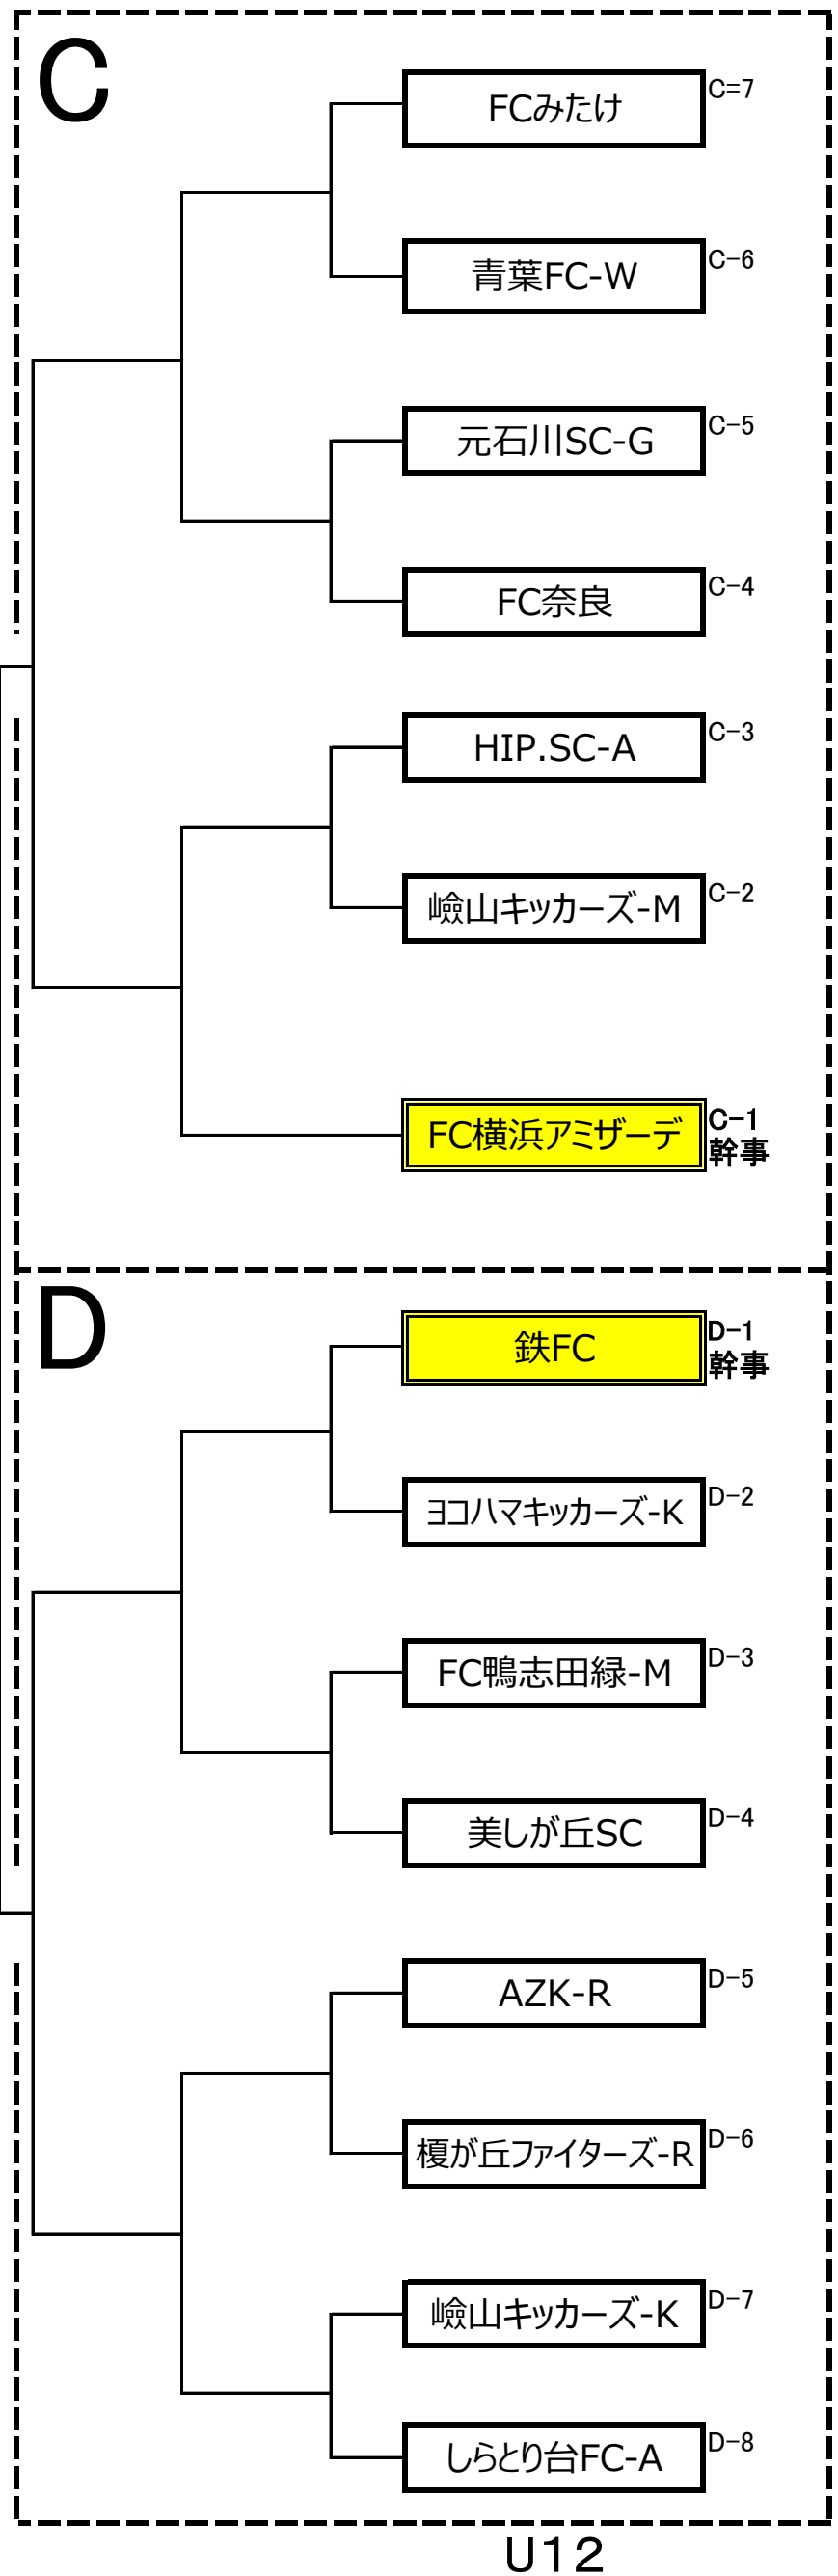 C
FCみたけ
C=7
青葉FC-W
C-6
元石川SC-G
C-5
FC奈良
C-4
HIP.SC-A
C-3
嶮山キッカーズ-M
C-2
FC横浜アミザーデ
C-1
幹事
D
鉄FC
D-1
幹事
ヨコハマキッカーズ-K
D-2
FC鴨志田緑-M
D-3
美しが丘SC
D-4
AZK-R
D-5
榎が丘ファイターズ-R
D-6
嶮山キッカーズ-K
D-7
しらとり台FC-A
D-8
U12